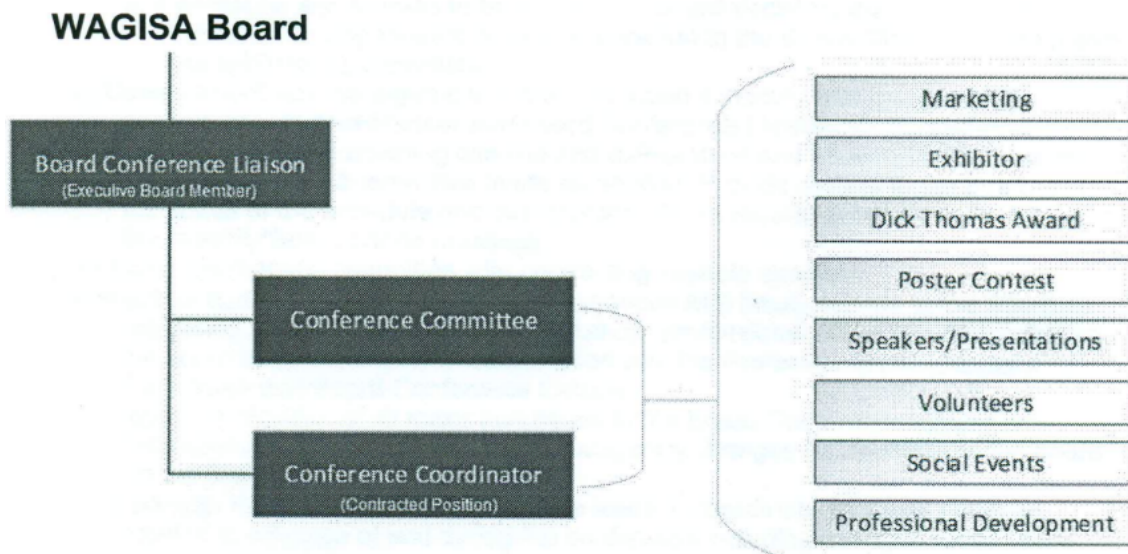 WAGISA Board
Board Conference Liaison
(Executive Board Member)
Conference Committee
Conference Coordinator
(Contracted Position)
Marketing
Exhibitor
Dick Thomas Award
Poster Contest
Speakers/Presentations
Volunteers
Social Events
Professional Development